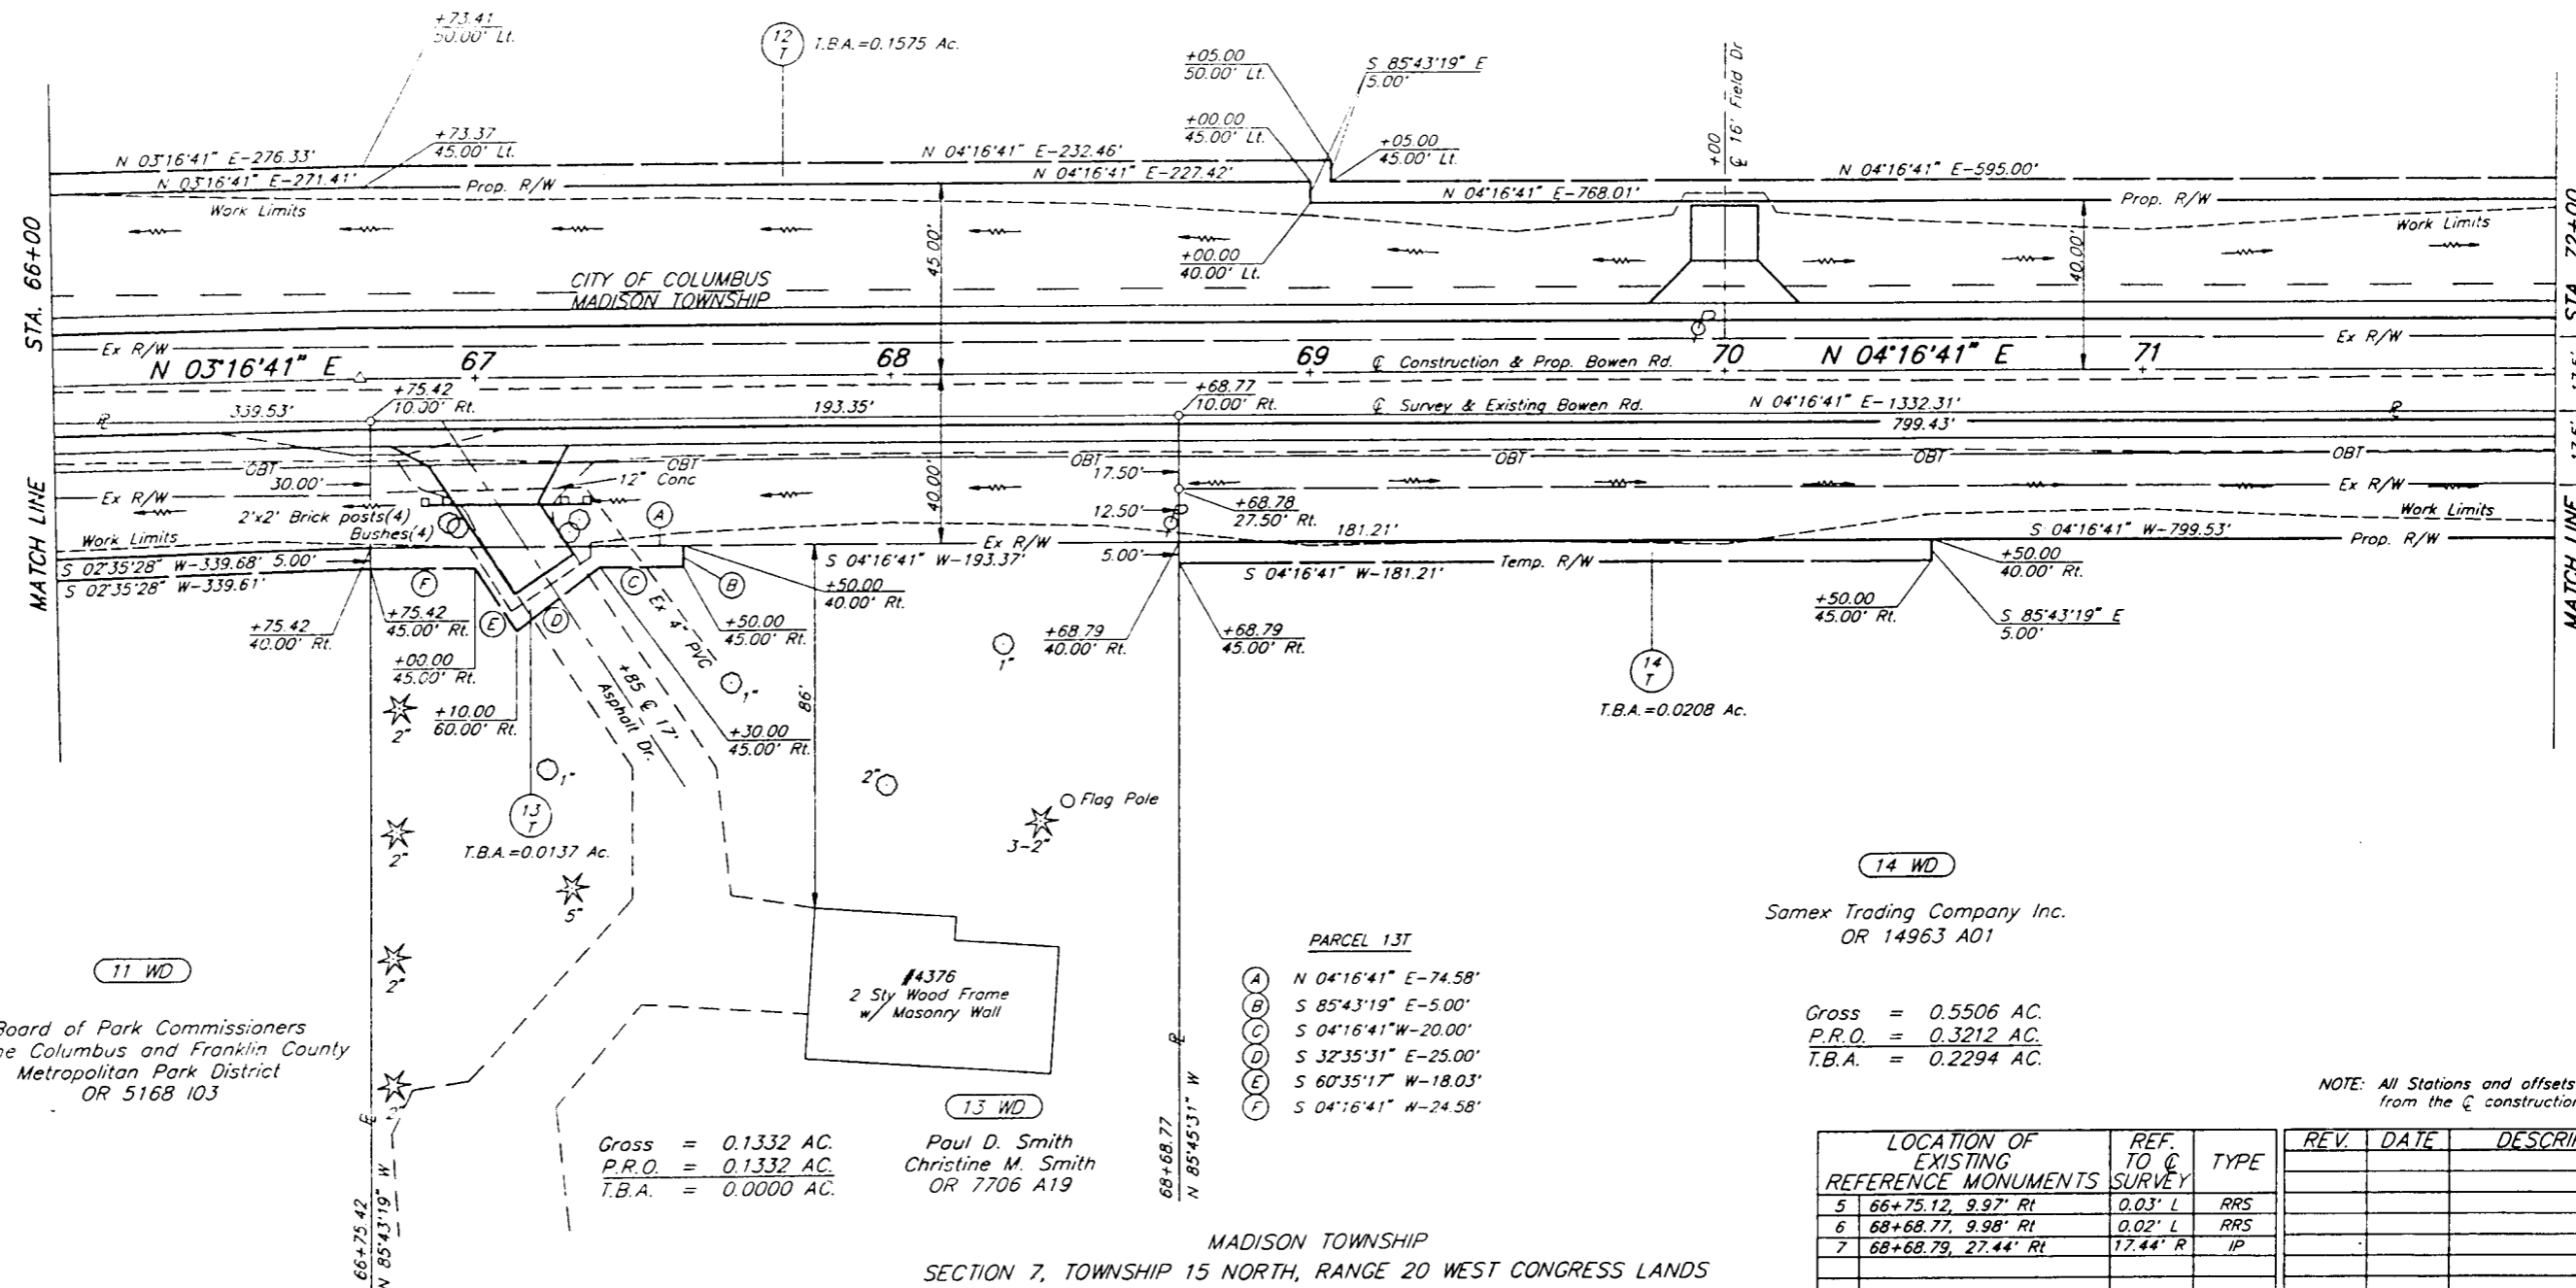 +73.41
50.00' Lt.
12
T
T.B.A.=0.1575 Ac.
+05.00
50.00' Lt.
S 85°43'19" E
5.00'
+00
℄ 16' Field Dr
+73.37
45.00' Lt.
+00.00
45.00' Lt.
+05.00
45.00' Lt.
N 03°16'41" E-276.33'
N 04°16'41" E-232.46'
N 04°16'41" E-595.00'
N 03°16'41" E-271.41'
Prop. R/W
N 04°16'41" E-227.42'
N 04°16'41" E-768.01'
Prop. R/W
Work Limits
Work Limits
45.00'
+00.00
40.00' Lt.
40.00'
STA. 66+00
STA. 72+00
CITY OF COLUMBUS
MADISON TOWNSHIP
Ex R/W
Ex R/W
N 03°16'41" E
67
68
69
℄ Construction & Prop. Bowen Rd.
70
N 04°16'41" E
71
+75.42
10.00' Rt.
+68.77
10.00' Rt.
339.53'
193.35'
℄ Survey & Existing Bowen Rd.
N 04°16'41" E-1332.31'
799.43'
OBT
OBT
OBT
OBT
OBT
OBT
17.50'
30.00'
12" Conc
40.00'
Ex R/W
Ex R/W
2'x2' Brick posts(4)
Bushes(4)
A
12.50'
+68.78
27.50' Rt.
Work Limits
Work Limits
MATCH LINE
MATCH LINE
Ex R/W
181.21'
S 04°16'41" W-799.53'
Prop. R/W
S 02°35'28" W-339.68'
5.00'
S 02°35'28" W-339.61'
F
C
B
S 04°16'41" W-193.37'
5.00'
S 04°16'41" W-181.21'
Temp. R/W
+50.00
40.00' Rt.
+50.00
40.00' Rt.
+75.42
40.00' Rt.
+75.42
45.00' Rt.
E
D
Ex 4" PVC
+50.00
45.00' Rt.
+68.79
40.00' Rt.
+68.79
45.00' Rt.
+50.00
45.00' Rt.
S 85°43'19" E
5.00'
+00.00
45.00' Rt.
+10.00
60.00' Rt.
+85 ℄ 17'
Asphalt Dr.
+30.00
45.00' Rt.
86'
14
T
T.B.A.=0.0208 Ac.
1"
1"
2"
1"
2"
Flag Pole
3-2"
13
T
T.B.A.=0.0137 Ac.
2"
5"
2"
2"
11 WD
Board of Park Commissioners
Columbus and Franklin County
Metropolitan Park District
OR 5168 I03
#4376
2 Sty Wood Frame
w/ Masonry Wall
PARCEL 13T
A N 04°16'41" E-74.58'
B S 85°43'19" E-5.00'
C S 04°16'41"W-20.00'
D S 32°35'31" E-25.00'
E S 60°35'17" W-18.03'
F S 04°16'41" W-24.58'
14 WD
Samex Trading Company Inc.
OR 14963 A01
Gross = 0.5506 AC.
P.R.O. = 0.3212 AC.
T.B.A. = 0.2294 AC.
13 WD
Paul D. Smith
Christine M. Smith
OR 7706 A19
Gross = 0.1332 AC.
P.R.O. = 0.1332 AC.
T.B.A. = 0.0000 AC.
66+75.42
N 85°43'19" W
68+68.77
N 85°45'31" W
NOTE: All Stations and offsets
from the ℄ construction
LOCATION OF EXISTING REFERENCE MONUMENTS
REF. TO ℄ SURVEY
TYPE
5 66+75.12, 9.97' Rt 0.03' L RRS
6 68+68.77, 9.98' Rt 0.02' L RRS
7 68+68.79, 27.44' Rt 17.44' R IP
REV. DATE
MADISON TOWNSHIP
SECTION 7, TOWNSHIP 15 NORTH, RANGE 20 WEST CONGRESS LANDS